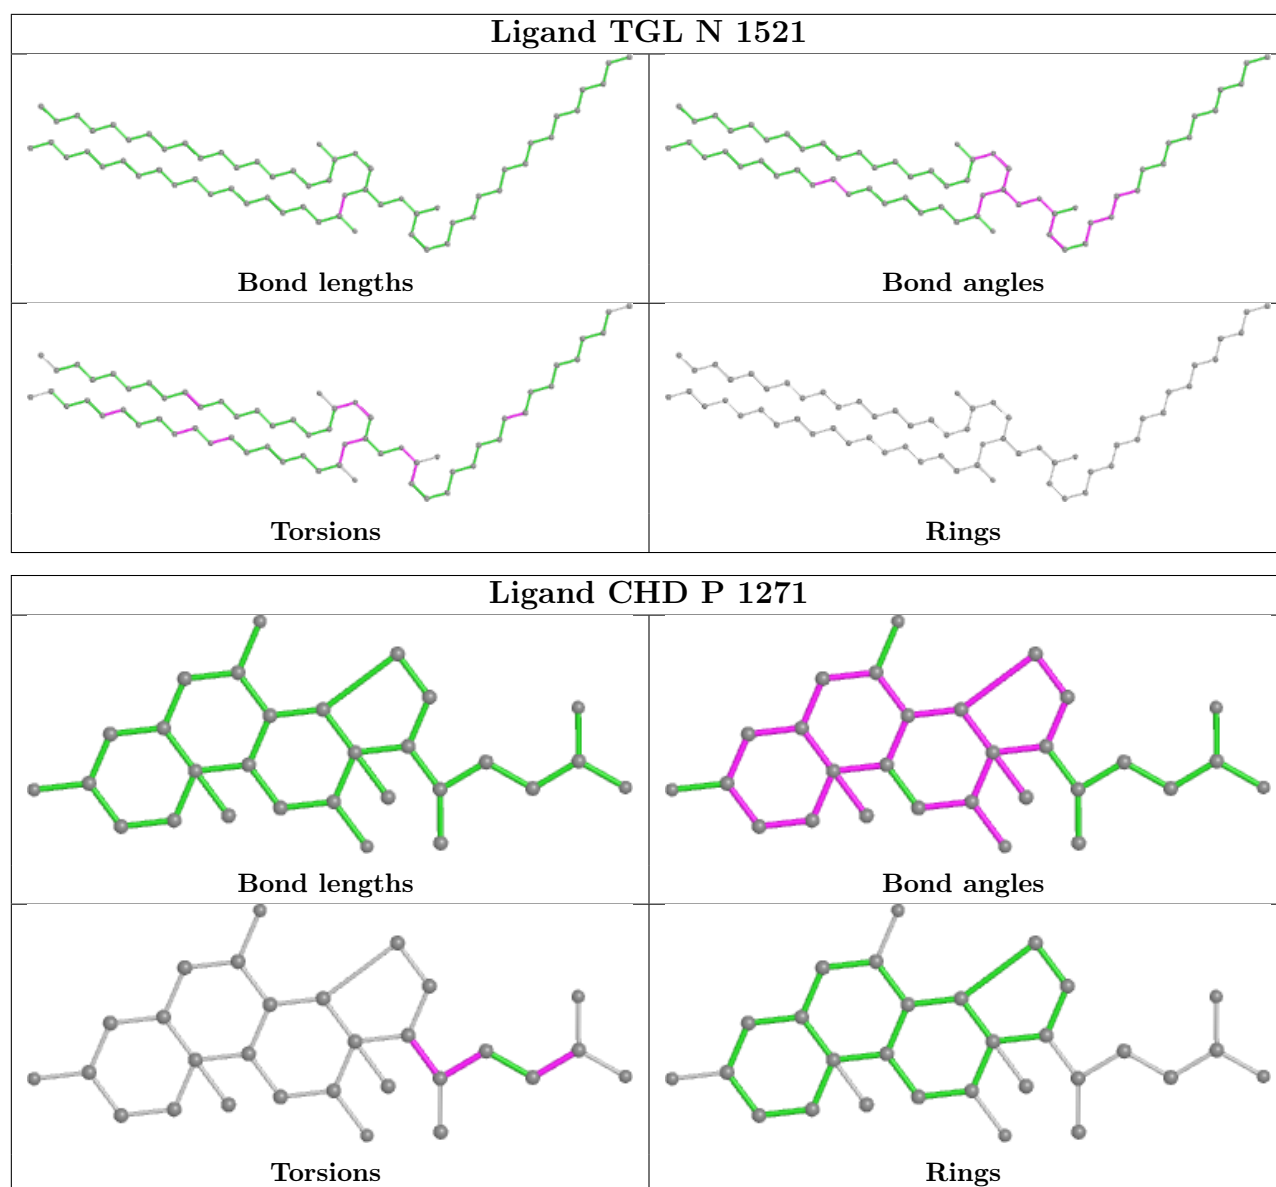 Ligand TGL N 1521
Bond lengths
Bond angles
Torsions
Rings
Ligand CHD P 1271
Bond lengths
Bond angles
Torsions
Rings